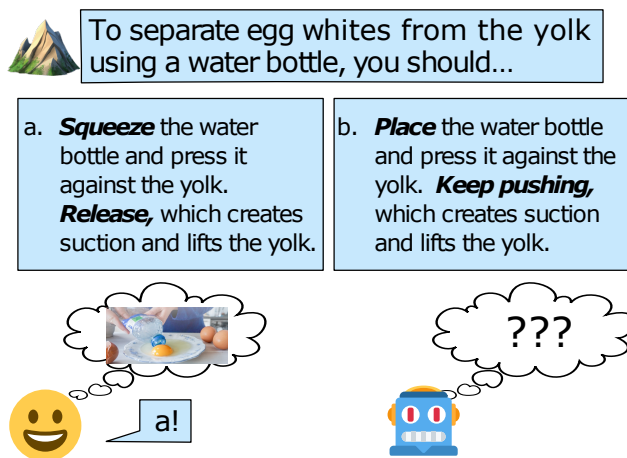 To separate egg whites from the yolk
using a water bottle, you should...
a. Squeeze the water
bottle and press it
against the yolk.
Release, which creates
suction and lifts the yolk.
b. Place the water bottle
and press it against the
yolk. Keep pushing,
which creates suction
and lifts the yolk.
???
a!